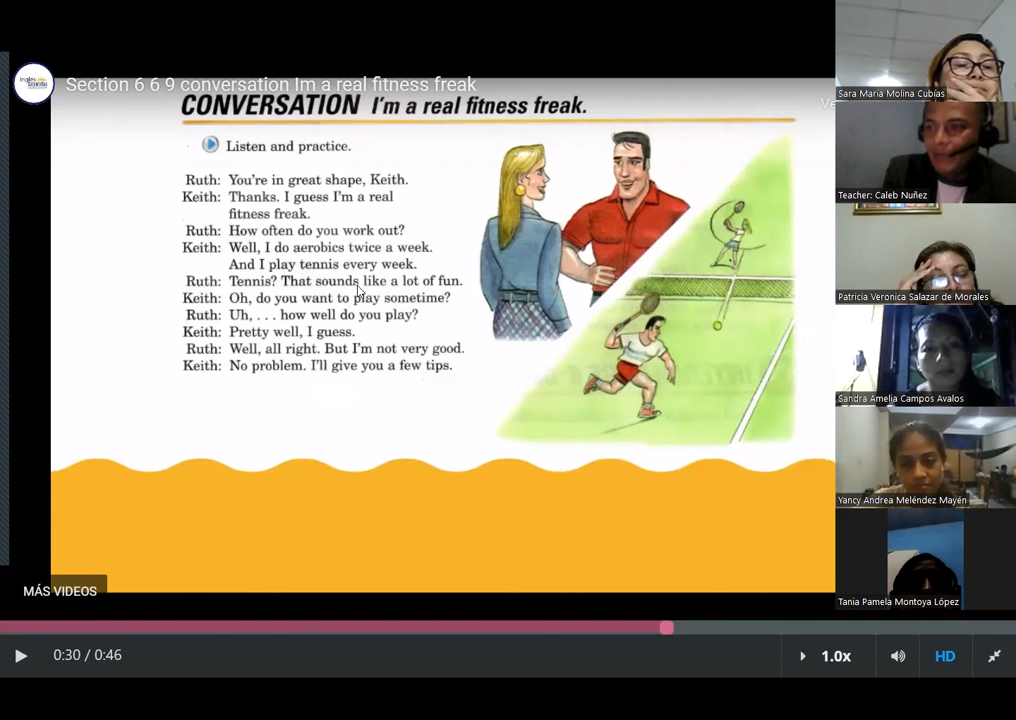 Section 6 6 9 conversation Im a real fitness freak
CONVERSATION I'm a real fitness freak.
Listen and practice.
Ruth: You're in great shape, Keith.
Keith: Thanks. I guess I'm a real
fitness freak.
Ruth: How often do you work out?
Keith: Well, I do aerobics twice a week.
And I play tennis every week.
Ruth: Tennis? That sounds like a lot of fun.
Keith: Oh, do you want to play sometime?
Ruth: Uh, . . . how well do you play?
Keith: Pretty well, I guess.
Ruth: Well, all right. But I'm not very good.
Keith: No problem. I'll give you a few tips.
MÁS VIDEOS
0:30 / 0:46
1.0x
HD
Sara María Molina Cubías
Teacher: Caleb Nuñez
Patricia Veronica Salazar de Morales
Sandra Amelia Campos Avalos
Yancy Andrea Meléndez Mayén
Tania Pamela Montoya López